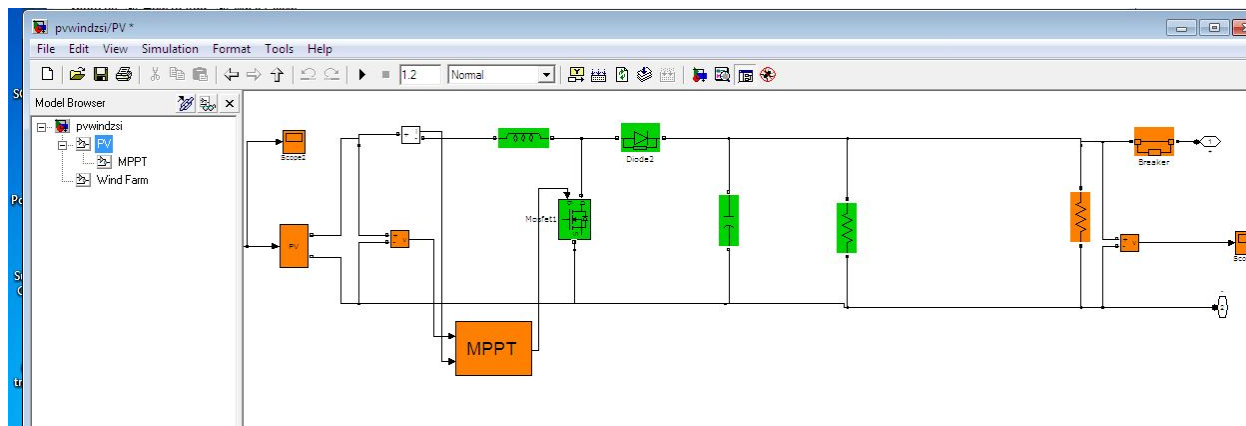 pvwindzsi/PV *
File Edit View Simulation Format Tools Help
1.2 Normal
Model Browser
pvwindzsi
PV
MPPT
Wind Farm
Scope2
Diode2
Breaker
1
+
Mosfet1
PV
v
v
MPPT
-